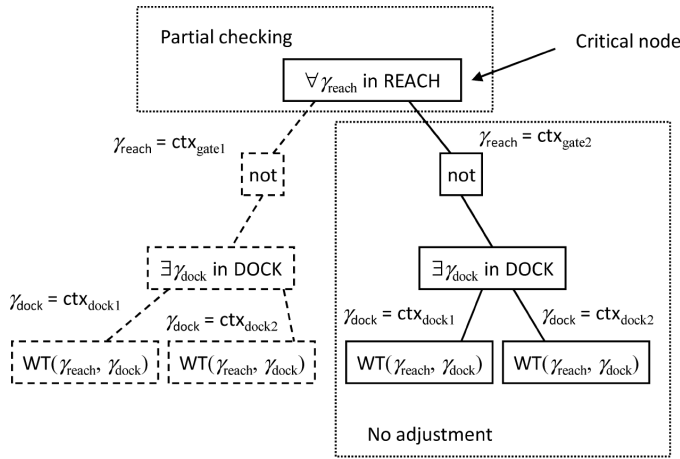 Partial checking
Critical node
∀ γreach in REACH
γreach = ctxgate1
γreach = ctxgate2
not
not
∃γdock in DOCK
∃γdock in DOCK
γdock = ctxdock1
γdock = ctxdock2
γdock = ctxdock1
γdock = ctxdock2
WT(γreach, γdock)
WT(γreach, γdock)
WT(γreach, γdock)
WT(γreach, γdock)
No adjustment